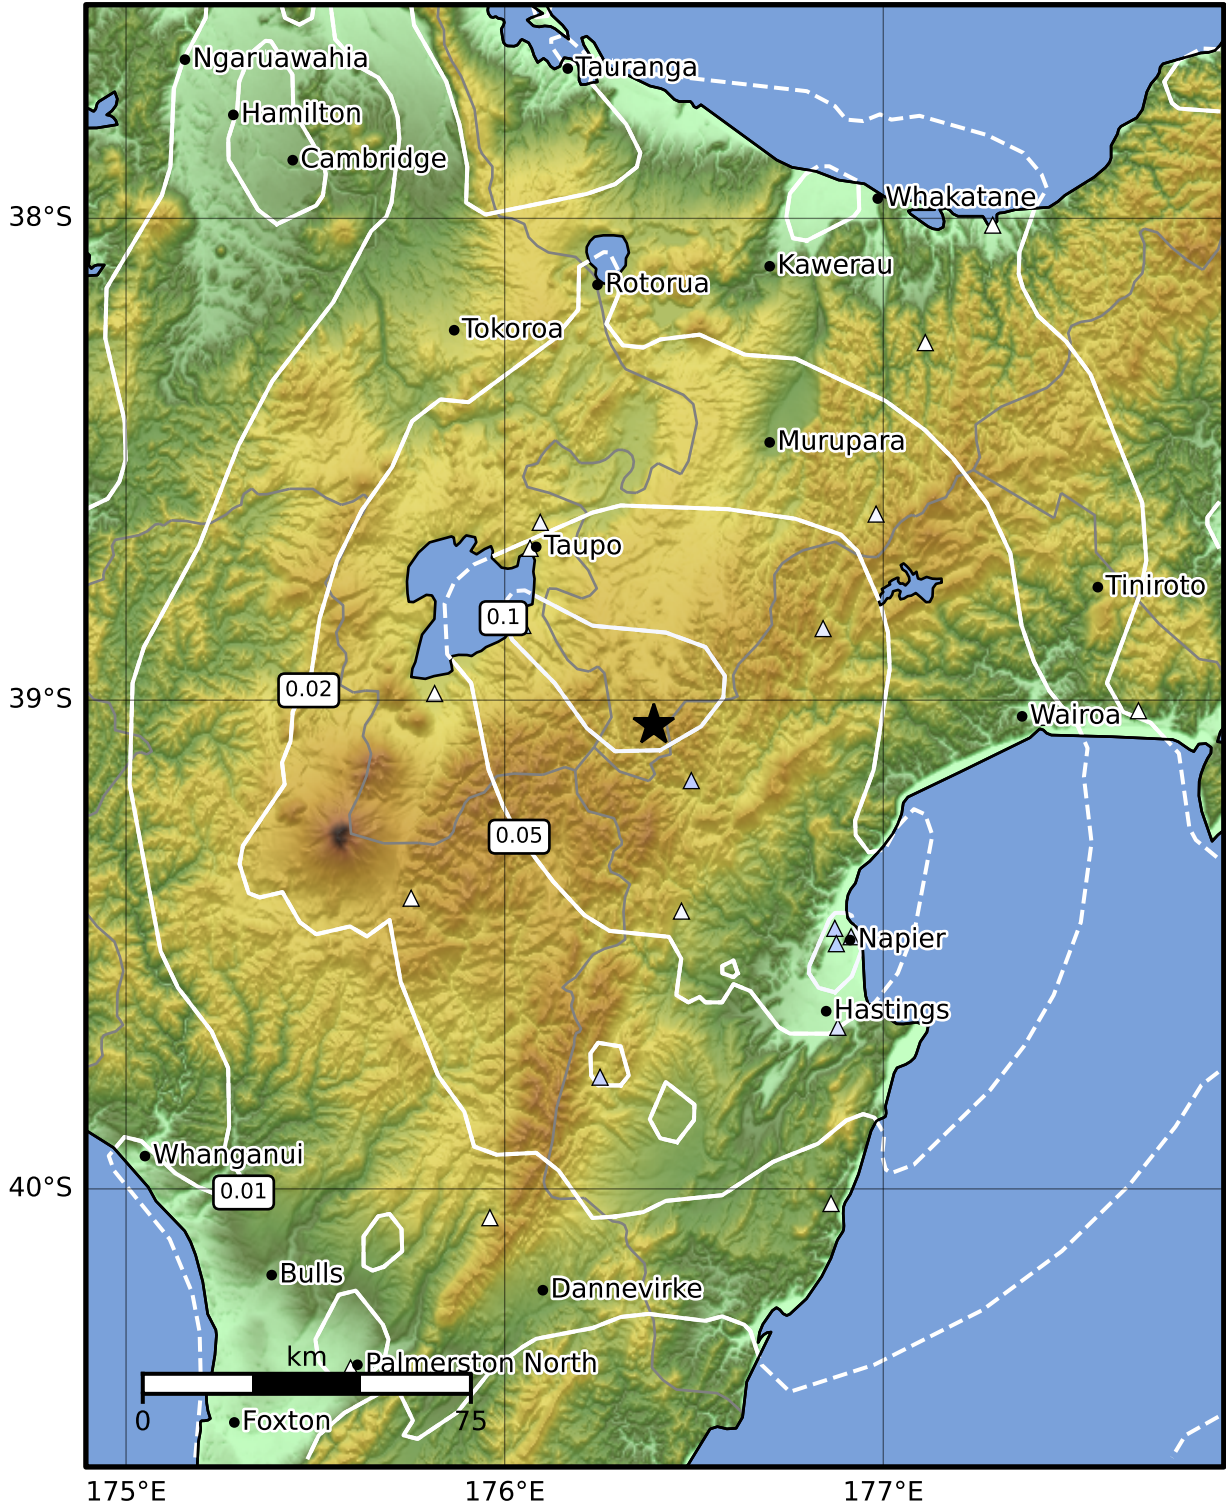 Ngaruawahia
Tauranga
Hamilton
Cambridge
Whakatane
38°S
Kawerau
Rotorua
Tokoroa
Murupara
Taupo
Tiniroto
0.1
0.02
39°S
Wairoa
0.05
Napier
Hastings
Whanganui
40°S
0.01
Bulls
Dannevirke
km
Palmerston North
0
75
Foxton
175°E
176°E
177°E